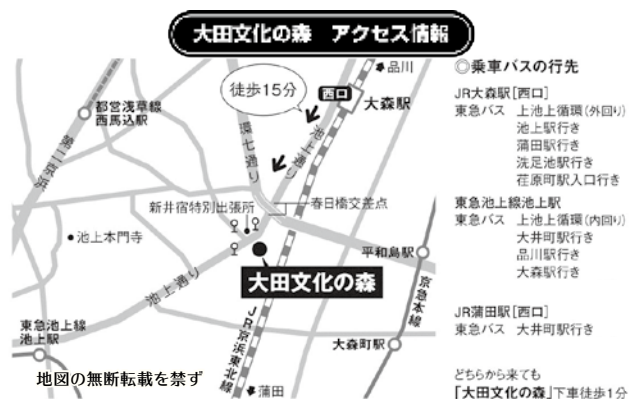 大田文化の森 アクセス情報
品川
徒歩15分
西口
大森駅
都営浅草線
西馬込駅
第二京浜
環七通り
池上通り
新井宿特別出張所
春日橋交差点
池上本門寺
平和島駅
大田文化の森
池上通り
JR京浜東北線
京急本線
東急池上線
池上駅
大森町駅
地図の無断転載を禁ず
蒲田
◎乗車バスの行先
JR大森駅[西口]
東急バス 上池上循環(外回り)
池上駅行き
蒲田駅行き
洗足池駅行き
荏原町駅入口行き
東急池上線池上駅
東急バス 上池上循環(内回り)
大井町駅行き
品川駅行き
大森駅行き
JR蒲田駅[西口]
東急バス 大井町駅行き
どちらから来ても
「大田文化の森」下車徒歩1分